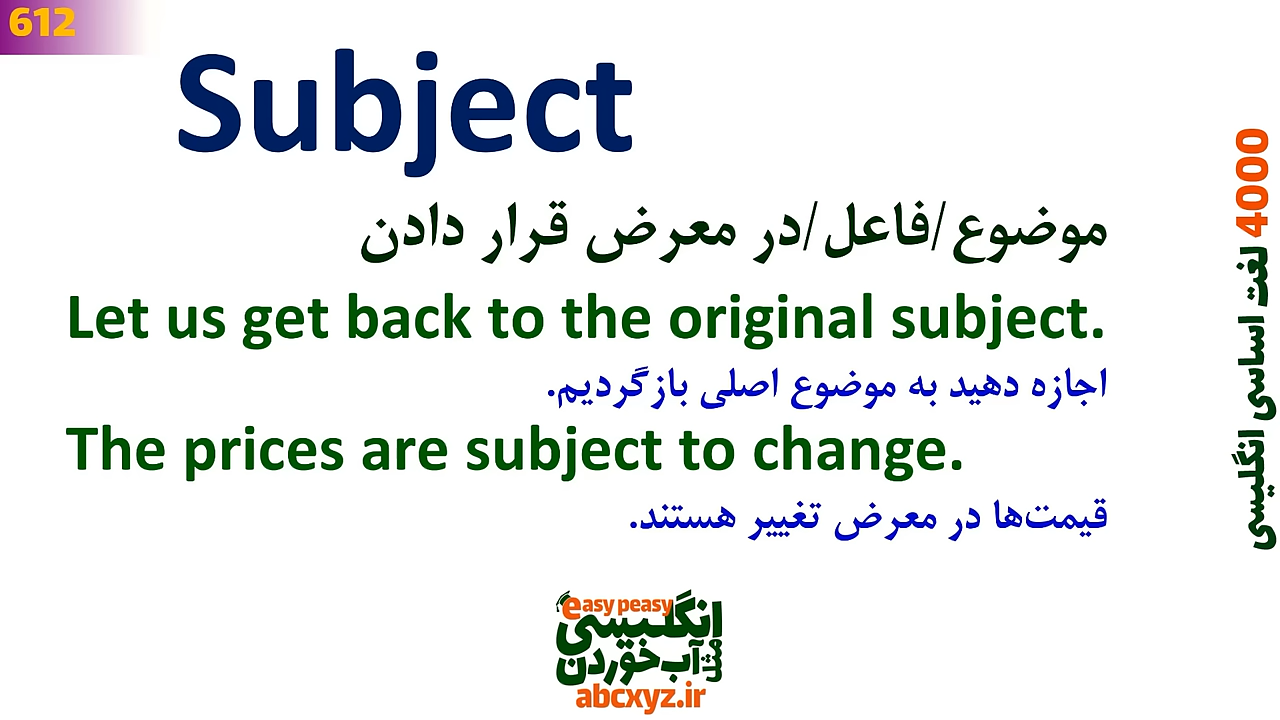 612
Subject
موضوع/فاعل/در معرض قرار دادن
Let us get back to the original subject.
اجازه دهید به موضوع اصلی بازگردیم.
The prices are subject to change.
قیمت‌ها در معرض تغییر هستند.
4000 لغت اساسی انگلیسی
easy peasy
انگلیسی
مثل آب خوردن
abcxyz.ir